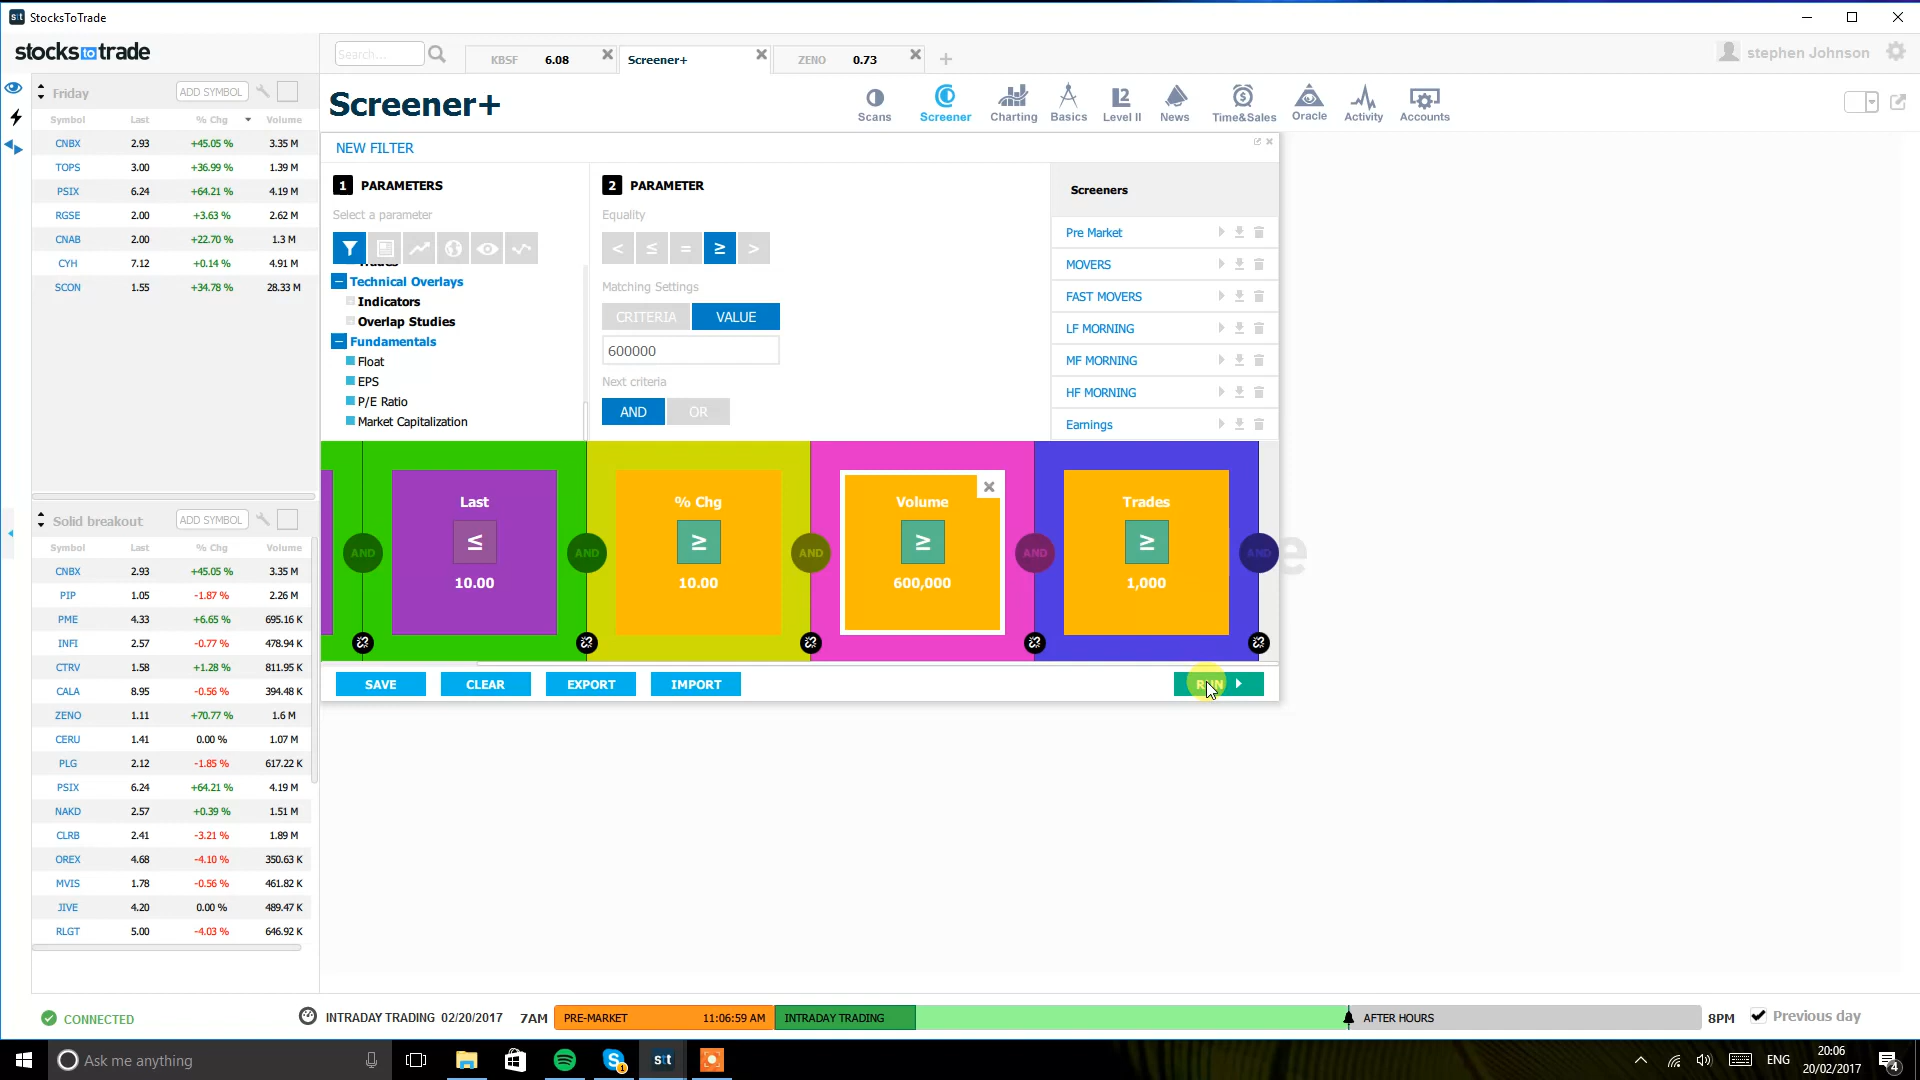 stt StocksToTrade
stockstotrade
Search...
KBSF 6.08
Screener+
ZENO 0.73
stephen Johnson
Friday
ADD SYMBOL
Symbol Last % Chg Volume
CNBX 2.93 +45.05 % 3.35 M
TOPS 3.00 +36.99 % 1.39 M
PSIX 6.24 +64.21 % 4.19 M
RGSE 2.00 +3.63 % 2.62 M
CNAB 2.00 +22.70 % 1.3 M
CYH 7.12 +0.14 % 4.91 M
SCON 1.55 +34.78 % 28.33 M
Solid breakout
ADD SYMBOL
Symbol Last % Chg Volume
CNBX 2.93 +45.05 % 3.35 M
PIP 1.05 -1.87 % 2.26 M
PME 4.33 +6.65 % 695.16 K
INFI 2.57 -0.77 % 478.94 K
CTRV 1.58 +1.28 % 811.95 K
CALA 8.95 -0.56 % 394.48 K
ZENO 1.11 +70.77 % 1.6 M
CERU 1.41 0.00 % 1.07 M
PLG 2.12 -1.85 % 617.22 K
PSIX 6.24 +64.21 % 4.19 M
NAKD 2.57 +0.39 % 1.51 M
CLRB 2.41 -3.21 % 1.89 M
OREX 4.68 -4.10 % 350.63 K
MVIS 1.78 -0.56 % 461.82 K
JIVE 4.20 0.00 % 489.47 K
RLGT 5.00 -4.03 % 646.92 K
Screener+
Scans Screener Charting Basics L2 Level II News Time&Sales Oracle Activity Accounts
NEW FILTER
1 PARAMETERS
Select a parameter
Trades
Technical Overlays
Indicators
Overlap Studies
Fundamentals
Float
EPS
P/E Ratio
Market Capitalization
2 PARAMETER
Equality
< ≤ = ≥ >
Matching Settings
CRITERIA VALUE
600000
Next criteria
AND OR
Screeners
Pre Market
MOVERS
FAST MOVERS
LF MORNING
MF MORNING
HF MORNING
Earnings
Last % Chg Volume Trades
≤ ≥ ≥ ≥
AND AND AND AND AND
10.00 10.00 600,000 1,000
e
SAVE CLEAR EXPORT IMPORT RUN
CONNECTED
INTRADAY TRADING 02/20/2017 7AM PRE-MARKET 11:06:59 AM INTRADAY TRADING AFTER HOURS 8PM Previous day
Ask me anything
1
stt
ENG
20:06
20/02/2017
4